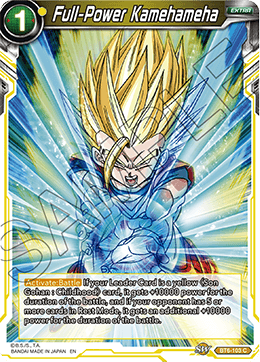 1
Full-Power Kamehameha
EXTRA
Activate: Battle If your Leader Card is a yellow ‹Son
Gohan : Childhood› card, it gets +10000 power for the
duration of the battle, and if your opponent has 5 or
more cards in Rest Mode, it gets an additional +10000
power for the duration of the battle.
©B.S./S., T.A.
BANDAI MADE IN JAPAN EN
BT6-103 C